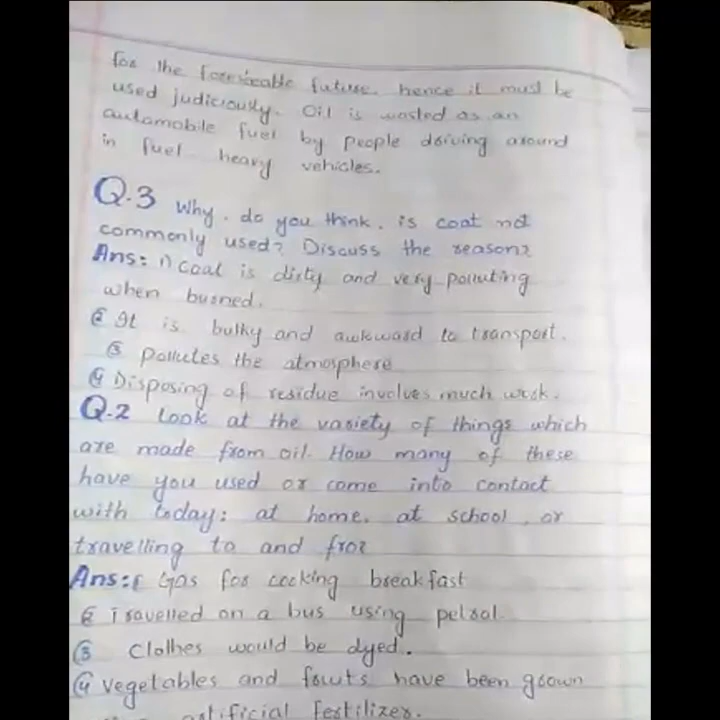 for the foreseeable future. hence it must be
used judiciously. Oil is wasted as an
automobile fuel by people driving around
in fuel heavy vehicles.
Q.3 Why. do you think. is coal not
commonly used? Discuss the reason?
Ans: 1) Coal is dirty and very polluting
when burned.
② It is bulky and awkward to transport.
③ pollutes the atmosphere
④ Disposing of residue involves much work.
Q.2 Look at the variety of things which
are made from oil. How many of these
have you used or come into contact
with today: at home. at school, or
travelling to and fro?
Ans: Gas for cooking breakfast
② Travelled on a bus using petrol
③ Clothes would be dyed.
④ vegetables and fruits have been grown
artificial fertilizer.